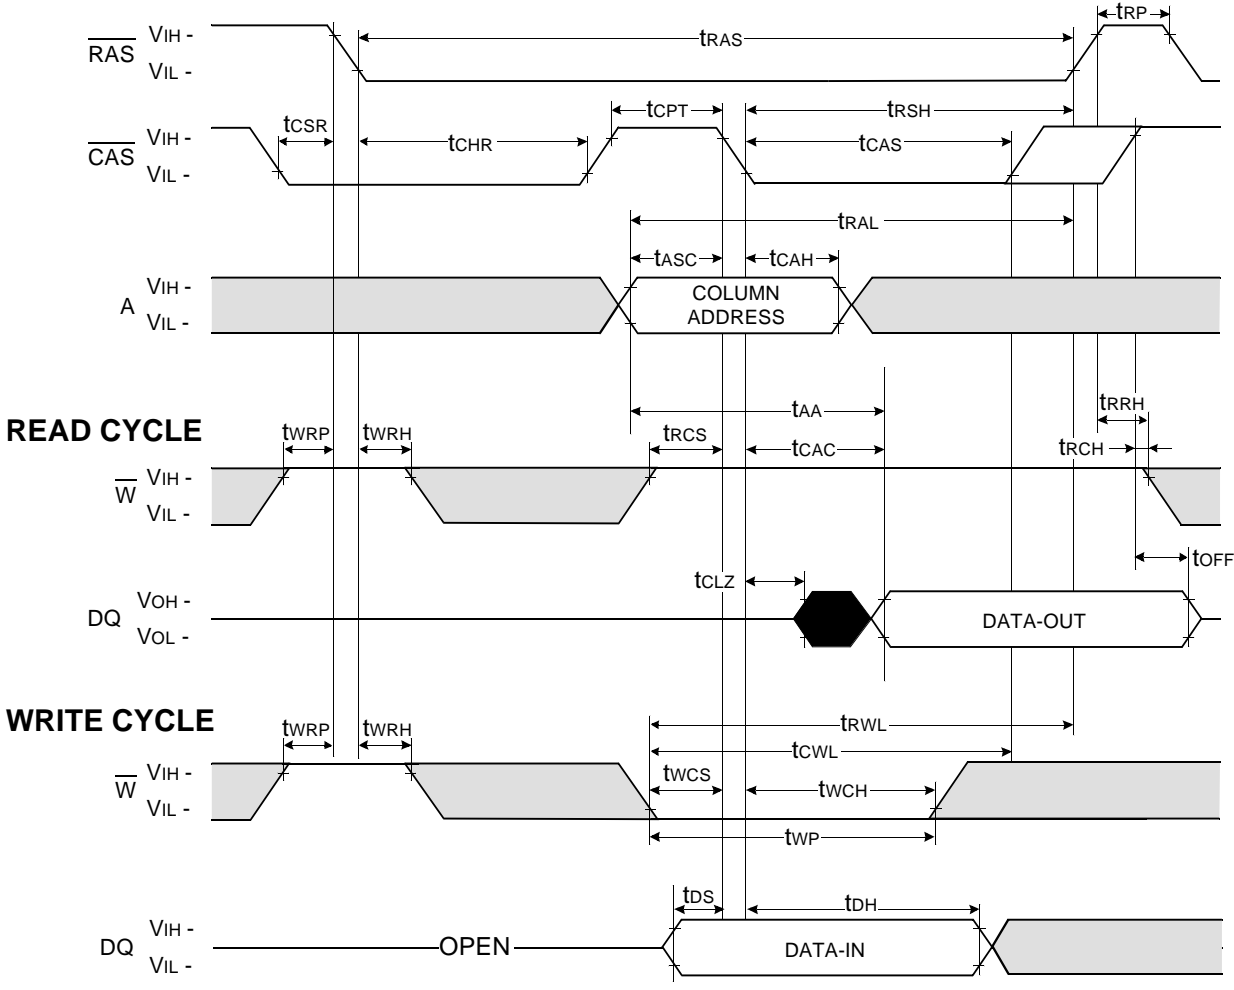 tRP
VIH -
RAS
tRAS
VIL -
tCPT
tRSH
tCSR
VIH -
CAS
tCHR
tCAS
VIL -
tRAL
tASC
tCAH
VIH -
A
COLUMN
ADDRESS
VIL -
tAA
tRRH
READ CYCLE
tWRP
tWRH
tRCS
tCAC
tRCH
VIH -
W
VIL -
tOFF
tCLZ
VOH -
DQ
DATA-OUT
VOL -
WRITE CYCLE
tWRP
tWRH
tRWL
tCWL
VIH -
W
tWCS
tWCH
VIL -
tWP
tDS
tDH
VIH -
DQ
OPEN
DATA-IN
VIL -